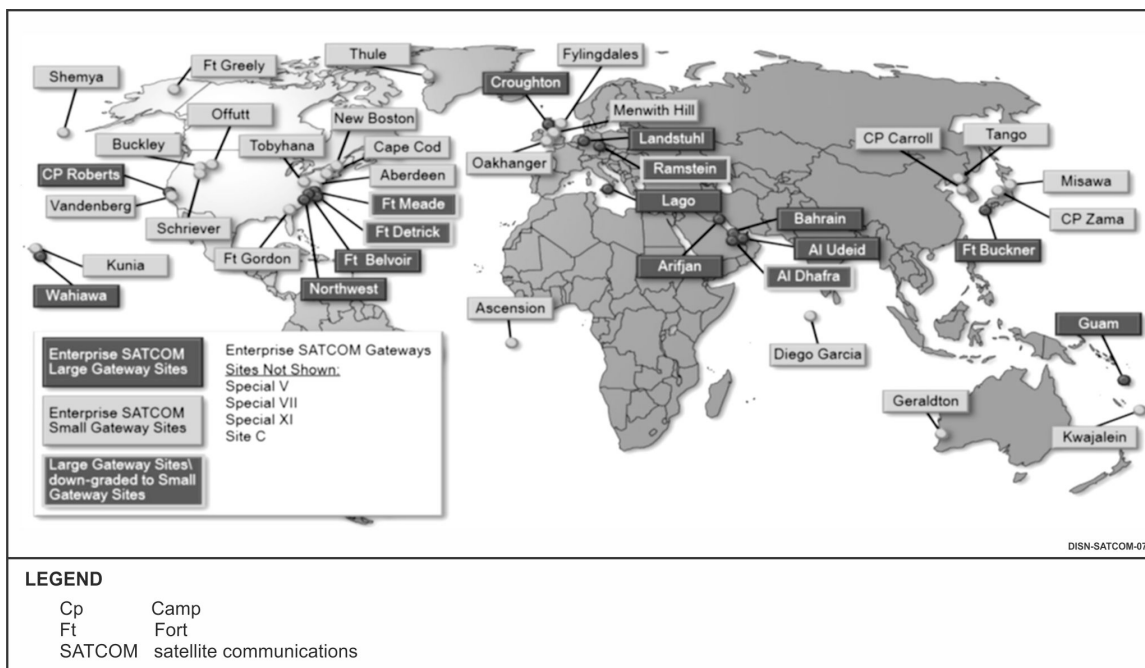 Thule
Fylingdales
Ft Greely
Shemya
Croughton
Offutt
New Boston
Menwith Hill
Buckley
Tobyhana
Cape Cod
Landstuhl
CP Carroll
Tango
Oakhanger
CP Roberts
Aberdeen
Ramstein
Misawa
Vandenberg
Ft Meade
Lago
Bahrain
CP Zama
Schriever
Ft Detrick
Al Udeid
Ft Buckner
Kunia
Ft Gordon
Ft Belvoir
Arifjan
Al Dhafra
Wahiawa
Northwest
Ascension
Guam
Diego Garcia
Geraldton
Kwajalein
Enterprise SATCOM
Large Gateway Sites
Enterprise SATCOM
Small Gateway Sites
Large Gateway Sites\
down-graded to Small
Gateway Sites
Enterprise SATCOM Gateways
Sites Not Shown:
Special V
Special VII
Special XI
Site C
DISN-SATCOM-07
LEGEND
Cp Camp
Ft Fort
SATCOM satellite communications